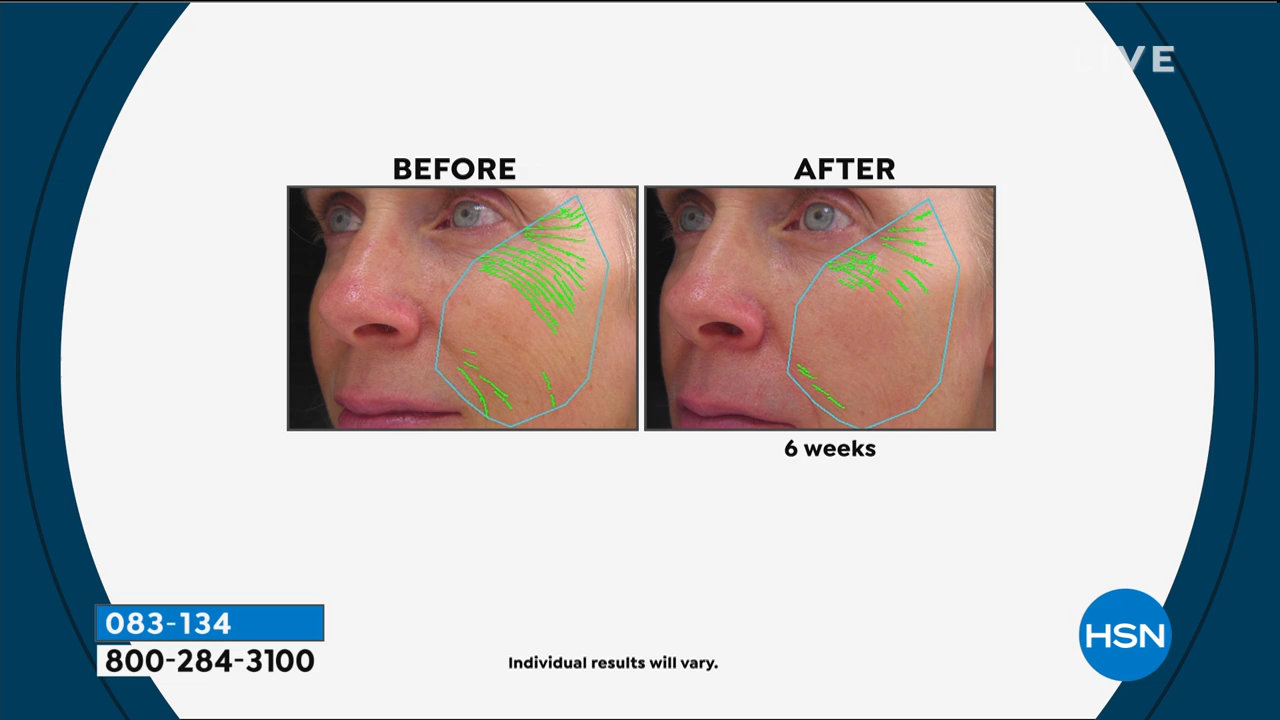 LIVE
BEFORE
AFTER
6 weeks
083-134
800-284-3100
Individual results will vary.
HSN